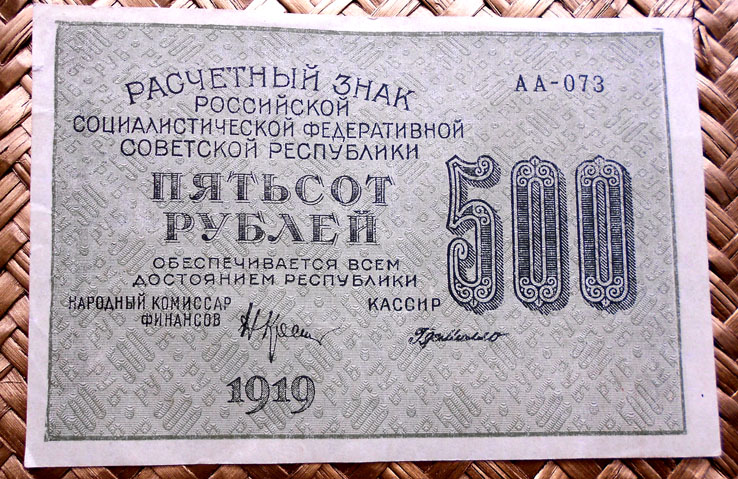 РАСЧЕТНЫЙ ЗНАК
РОССИЙСКОЙ
СОЦИАЛИСТИЧЕСКОЙ ФЕДЕРАТИВНОЙ
СОВЕТСКОЙ РЕСПУБЛИКИ
АА-073
ПЯТЬСОТ
РУБЛЕЙ
500
ОБЕСПЕЧИВАЕТСЯ ВСЕМ
ДОСТОЯНИЕМ РЕСПУБЛИКИ
НАРОДНЫЙ КОМИССАР
ФИНАНСОВ
КАССИР
1919